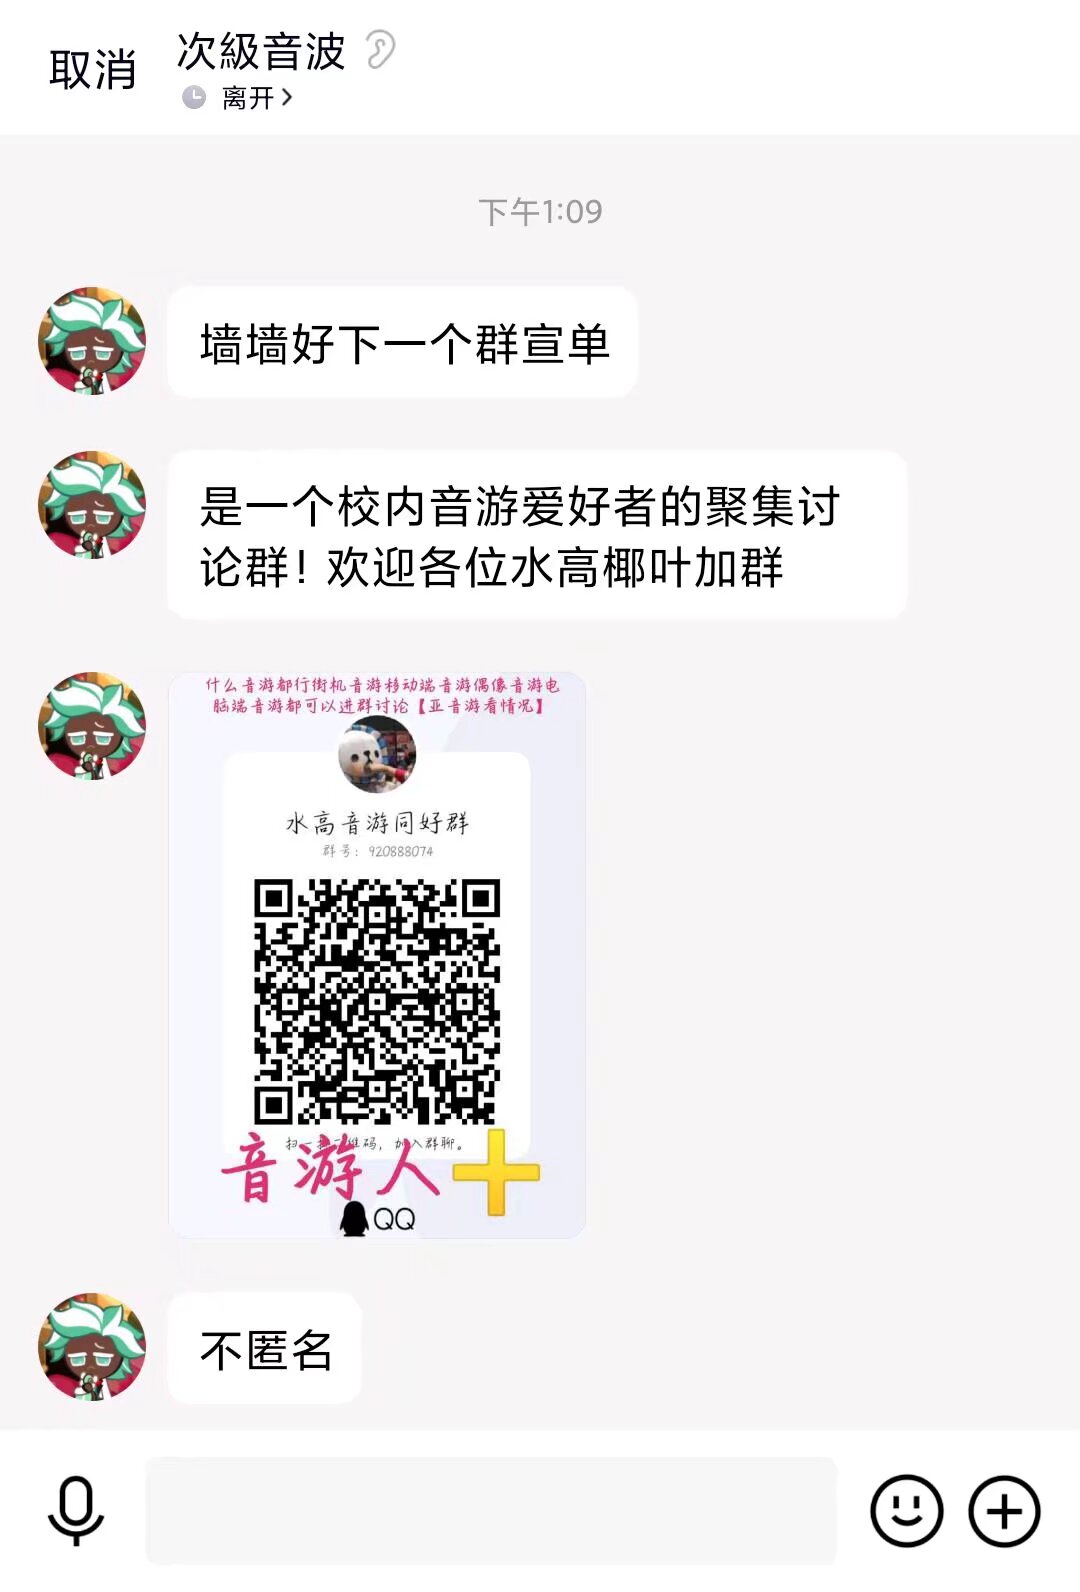 取消
次級音波
离开
下午1:09
墙墙好下一个群宣单
是一个校内音游爱好者的聚集讨
论群！欢迎各位水高椰叶加群
什么音游都行街机音游移动端音游偶像音游电
脑端音游都可以进群讨论【亚音游看情况】
水高音游同好群
群号：920888074
扫一扫二维码，加入群聊。
音游人
QQ
不匿名